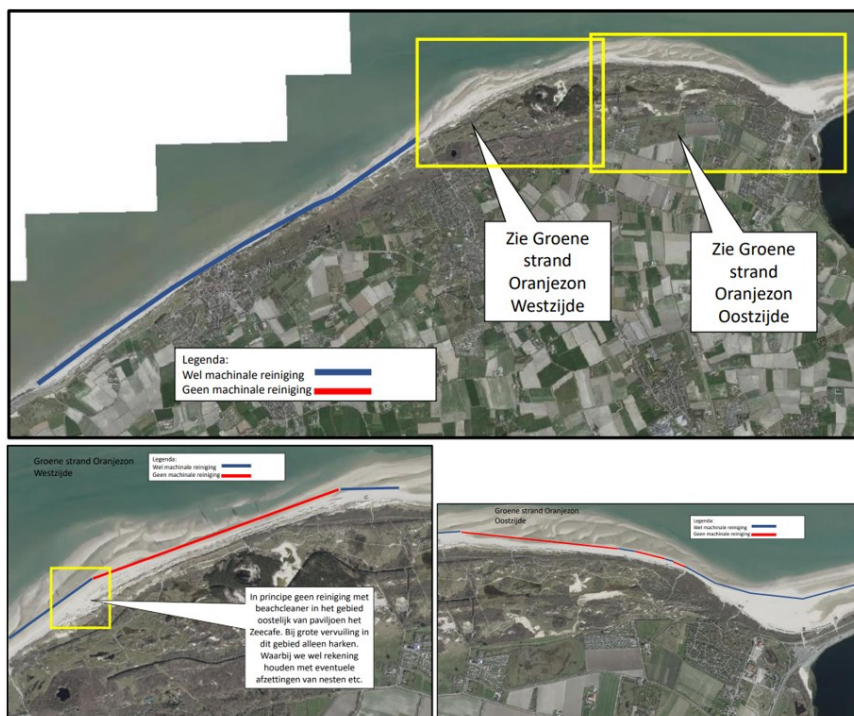 Zie Groene
strand
Oranjezon
Westzijde
Zie Groene
strand
Oranjezon
Oostzijde
Legenda:
Wel machinale reiniging
Geen machinale reiniging
Groene strand Oranjezon
Westzijde
Legenda:
Wel machinale reiniging
Geen machinale reiniging
In principe geen reiniging met
beachcleaner in het gebied
oostelijk van paviljoen het
Zeecafe. Bij grote vervuiling in
dit gebied alleen harken.
Waarbij we wel rekening
houden met eventuele
afzettingen van nesten etc.
Groene strand Oranjezon
Oostzijde
Legenda:
Wel machinale reiniging
Geen machinale reiniging